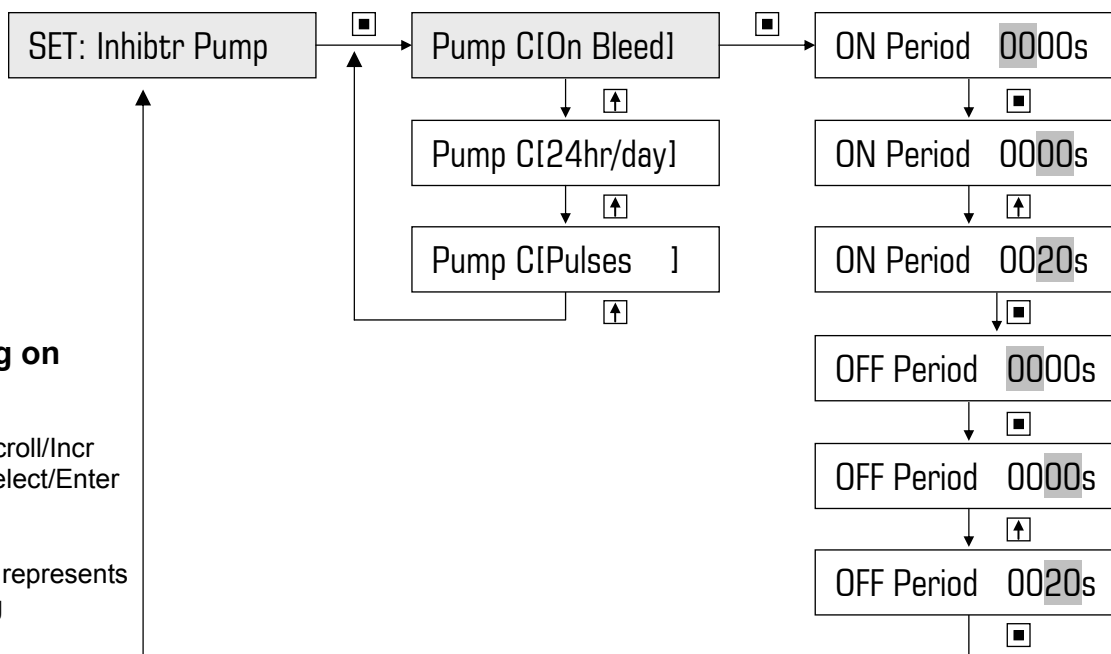 SET: Inhibtr Pump
Pump C[On Bleed]
Pump C[24hr/day]
Pump C[Pulses ]
ON Period 0000s
ON Period 0000s
ON Period 0020s
OFF Period 0000s
OFF Period 0000s
OFF Period 0020s
on
croll/Incr
elect/Enter
represents